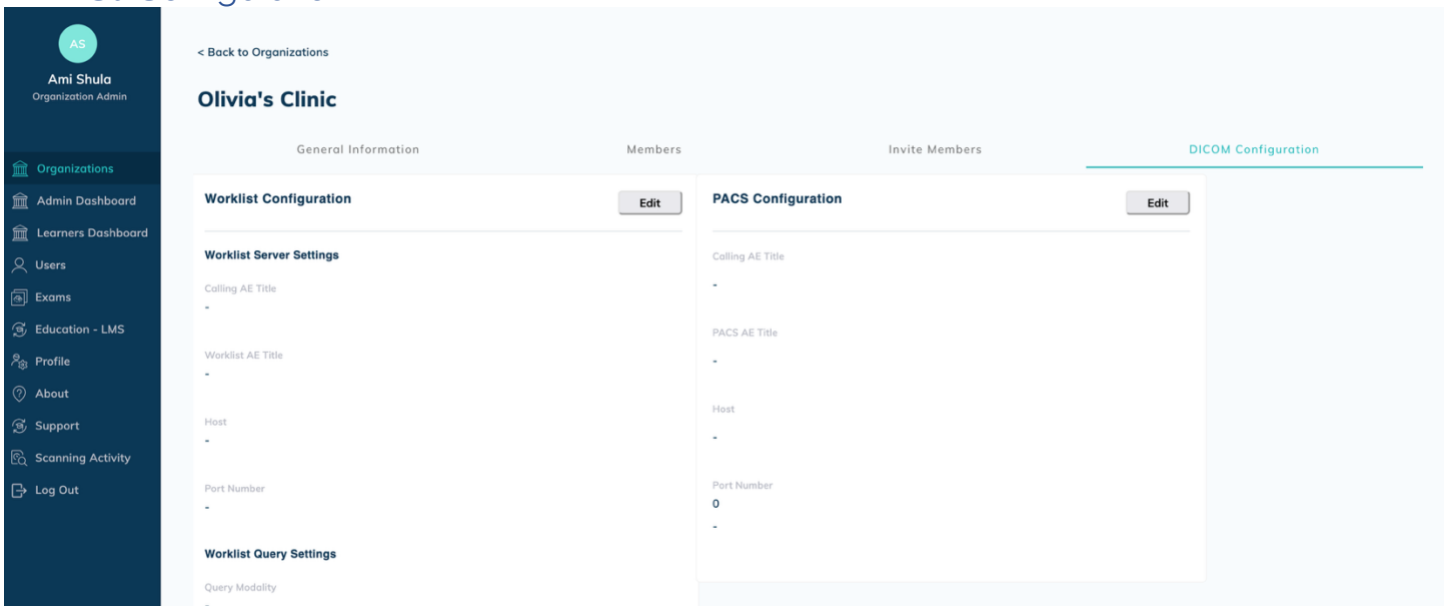 AS
Ami Shula
Organization Admin
Organizations
Admin Dashboard
Learners Dashboard
Users
Exams
Education - LMS
Profile
About
Support
Scanning Activity
Log Out
< Back to Organizations
Olivia's Clinic
General Information
Members
Invite Members
DICOM Configuration
Worklist Configuration
Edit
Worklist Server Settings
Calling AE Title
-
Worklist AE Title
-
Host
-
Port Number
-
Worklist Query Settings
Query Modality
-
PACS Configuration
Edit
Calling AE Title
-
PACS AE Title
-
Host
-
Port Number
0
-